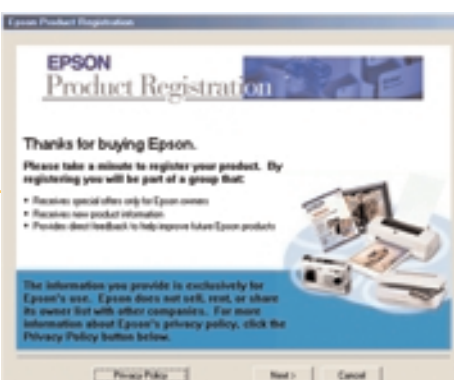 Epson Product Registration
EPSON
Product Registration
Thanks for buying Epson.
Please take a minute to register your product. By
registering you will be part of a group that:
• Receives special offers only for Epson owners
• Receives new product information
• Provides direct feedback to help improve future Epson products
The information you provide is exclusively for
Epson's use. Epson does not sell, rent, or share
its owner list with other companies. For more
information about Epson's privacy policy, click the
Privacy Policy button below.
Privacy Policy
Next >
Cancel